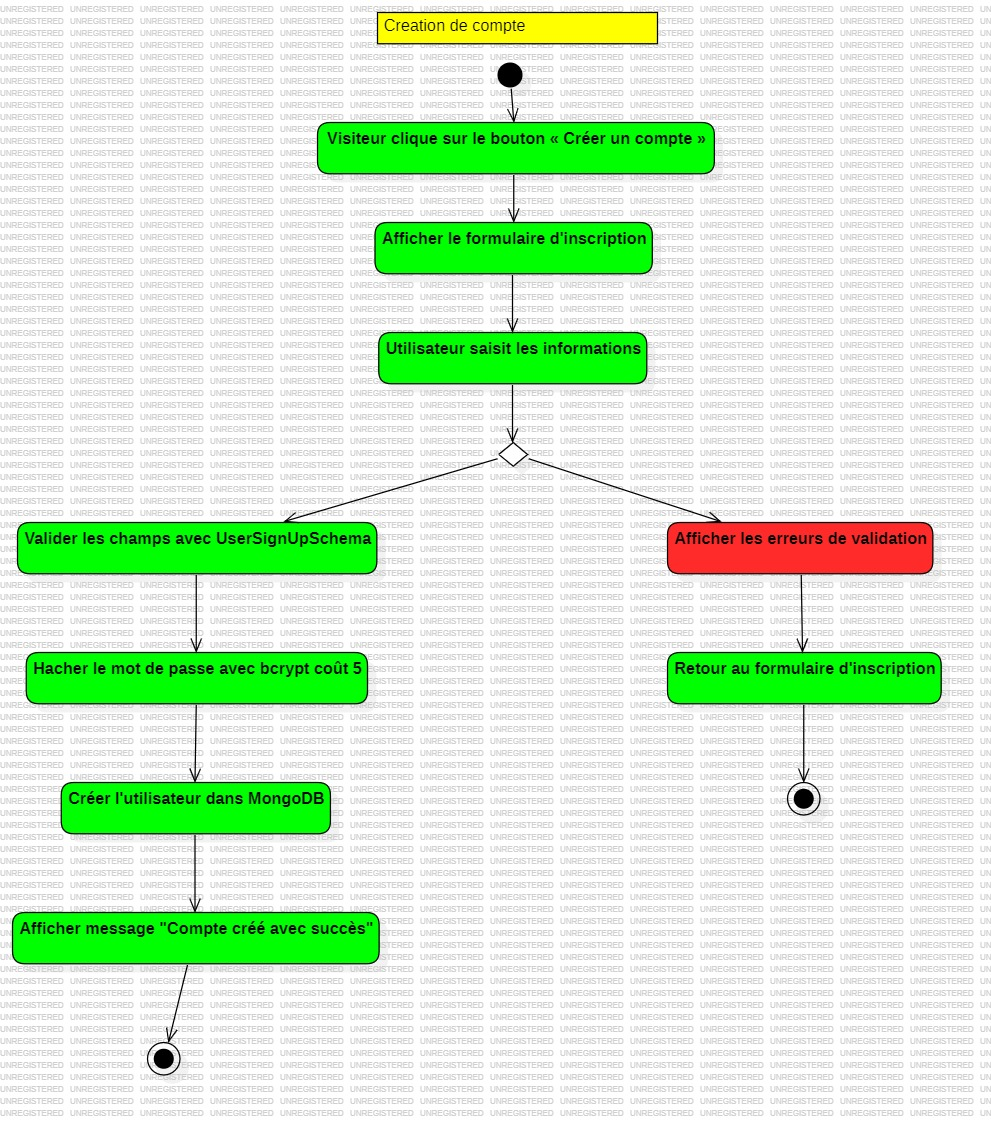 Creation de compte
Visiteur clique sur le bouton « Créer un compte »
Afficher le formulaire d'inscription
Utilisateur saisit les informations
Valider les champs avec UserSignUpSchema
Afficher les erreurs de validation
Hacher le mot de passe avec bcrypt coût 5
Retour au formulaire d'inscription
Créer l'utilisateur dans MongoDB
Afficher message "Compte créé avec succès"
UNREGISTERED